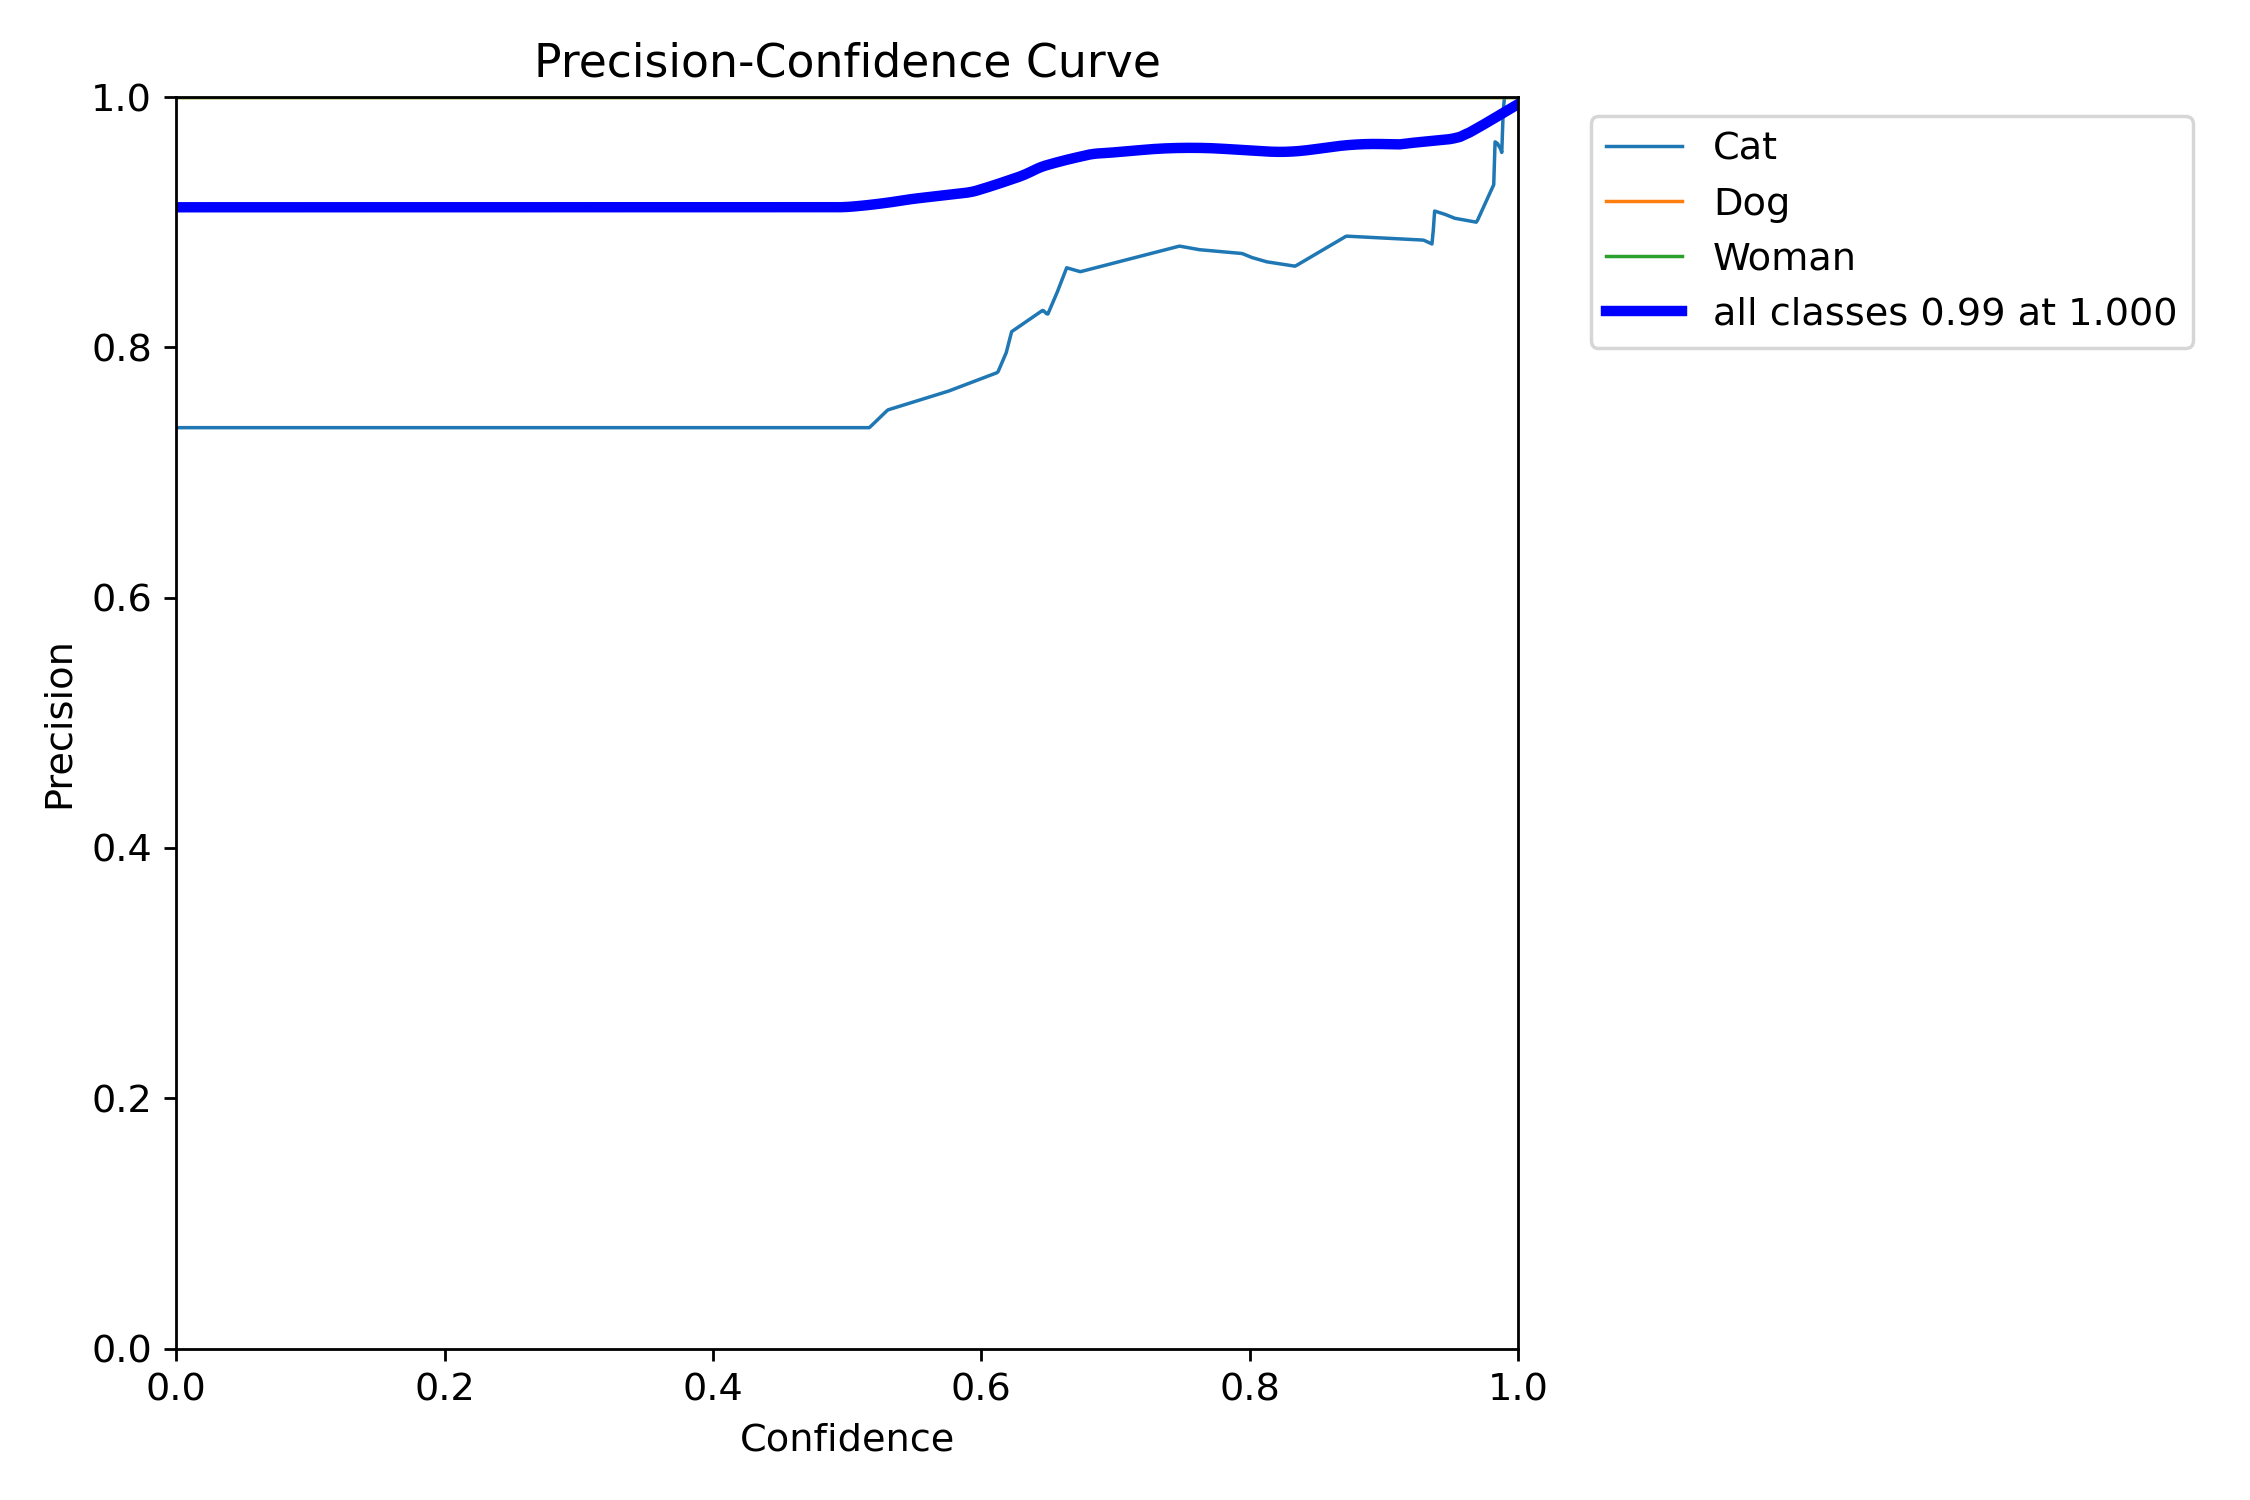 Precision-Confidence Curve
1.0
0.8
0.6
0.4
0.2
0.0
Precision
0.0 0.2 0.4 0.6 0.8 1.0
Confidence
Cat
Dog
Woman
all classes 0.99 at 1.000